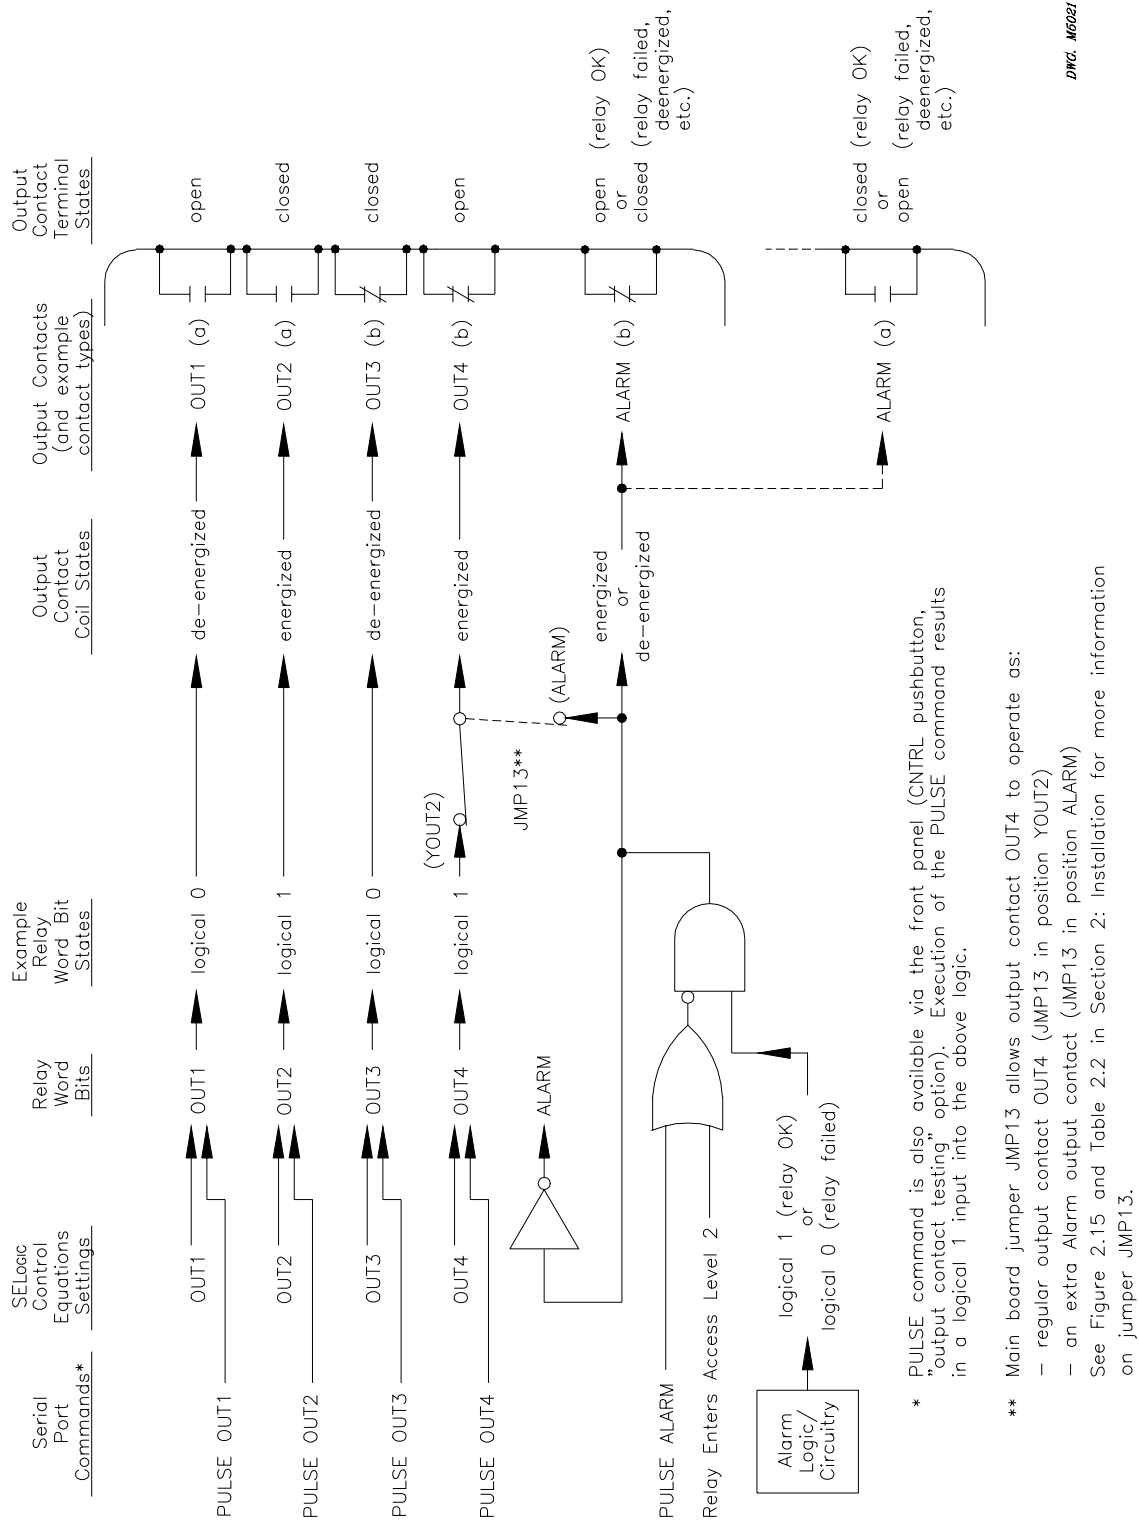 Serial
Port
Commands*
SELOGIC
Control
Equations
Settings
Relay
Word
Bits
Example
Relay
Word Bit
States
Output
Contact
Coil States
Output Contacts
(and example
contact types)
Output
Contact
Terminal
States
PULSE OUT1
OUT1
OUT1
logical 0
de-energized
OUT1 (a)
open
PULSE OUT2
OUT2
OUT2
logical 1
energized
OUT2 (a)
closed
PULSE OUT3
OUT3
OUT3
logical 0
de-energized
OUT3 (b)
closed
PULSE OUT4
OUT4
OUT4
logical 1
(YOUT2)
energized
OUT4 (b)
open
JMP13**
(ALARM)
ALARM
energized
or
de-energized
ALARM (b)
open (relay OK)
or
closed (relay failed,
deenergized,
etc.)
PULSE ALARM
Relay Enters Access Level 2
Alarm
Logic/
Circuitry
logical 1 (relay OK)
or
logical 0 (relay failed)
ALARM (a)
closed (relay OK)
or
open (relay failed,
deenergized,
etc.)
* PULSE command is also available via the front panel (CNTRL pushbutton,
"output contact testing" option). Execution of the PULSE command results
in a logical 1 input into the above logic.
** Main board jumper JMP13 allows output contact OUT4 to operate as:
– regular output contact OUT4 (JMP13 in position YOUT2)
– an extra Alarm output contact (JMP13 in position ALARM)
See Figure 2.15 and Table 2.2 in Section 2: Installation for more information
on jumper JMP13.
DWG. M6021